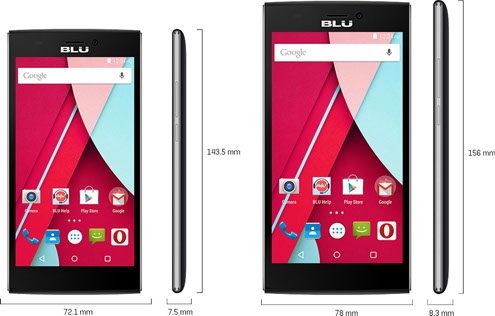 BLU
Google
Camera
BLU Help
Play Store
Google
143.5 mm
72.1 mm
7.5 mm
BLU
Google
Camera
BLU Help
Play Store
Google
156 mm
78 mm
8.3 mm